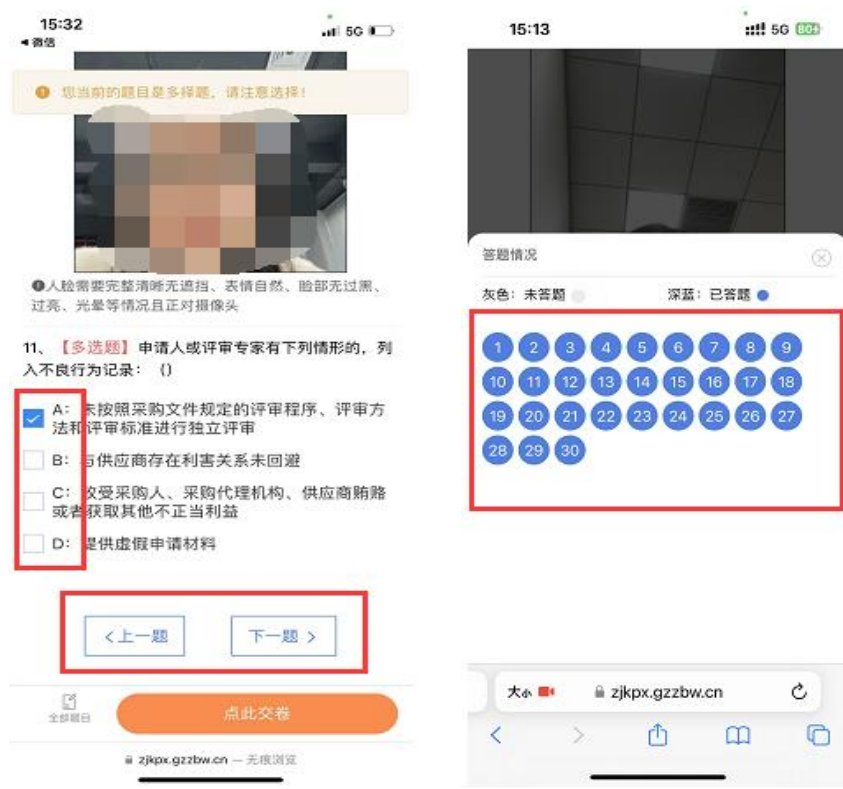 15:32
5G
◀微信
您当前的题目是多择题，请注意选择！
人脸需要完整清晰无遮挡、表情自然、脸部无过黑、
过亮、光晕等情况且正对摄像头
11、【多选题】申请人或评审专家有下列情形的，列
入不良行为记录：（）
A：未按照采购文件规定的评审程序、评审方
法和评审标准进行独立评审
B：与供应商存在利害关系未回避
C：收受采购人、采购代理机构、供应商贿赂
或者获取其他不正当利益
D：提供虚假申请材料
<上一题
下一题 >
全部题目
点此交卷
zjkpx.gzzbw.cn — 无痕浏览
15:13
5G 80
答题情况
灰色：未答题
深蓝：已答题
1 2 3 4 5 6 7 8 9
10 11 12 13 14 15 16 17 18
19 20 21 22 23 24 25 26 27
28 29 30
大小
zjkpx.gzzbw.cn